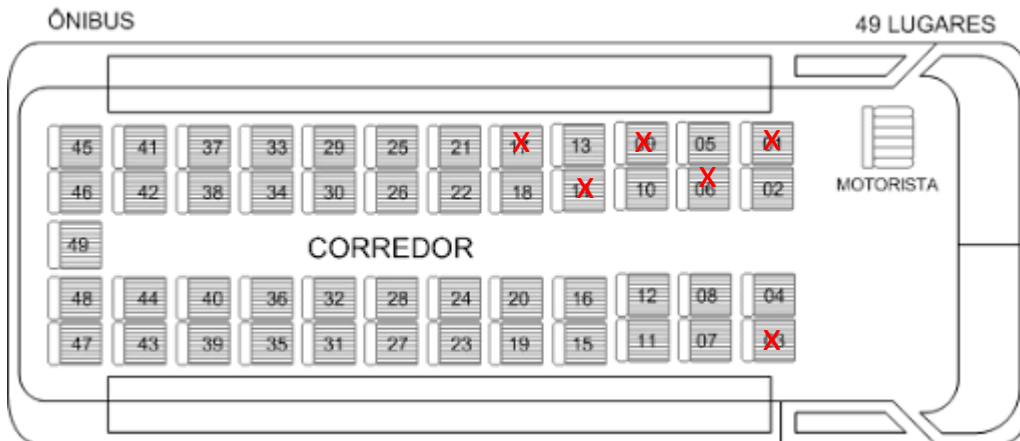 ÔNIBUS 49 LUGARES
45 41 37 33 29 25 21 X 13 X 05 X
46 42 38 34 30 26 22 18 X 10 X 02
MOTORISTA
49 CORREDOR
48 44 40 36 32 28 24 20 16 12 08 04
47 43 39 35 31 27 23 19 15 11 07 X